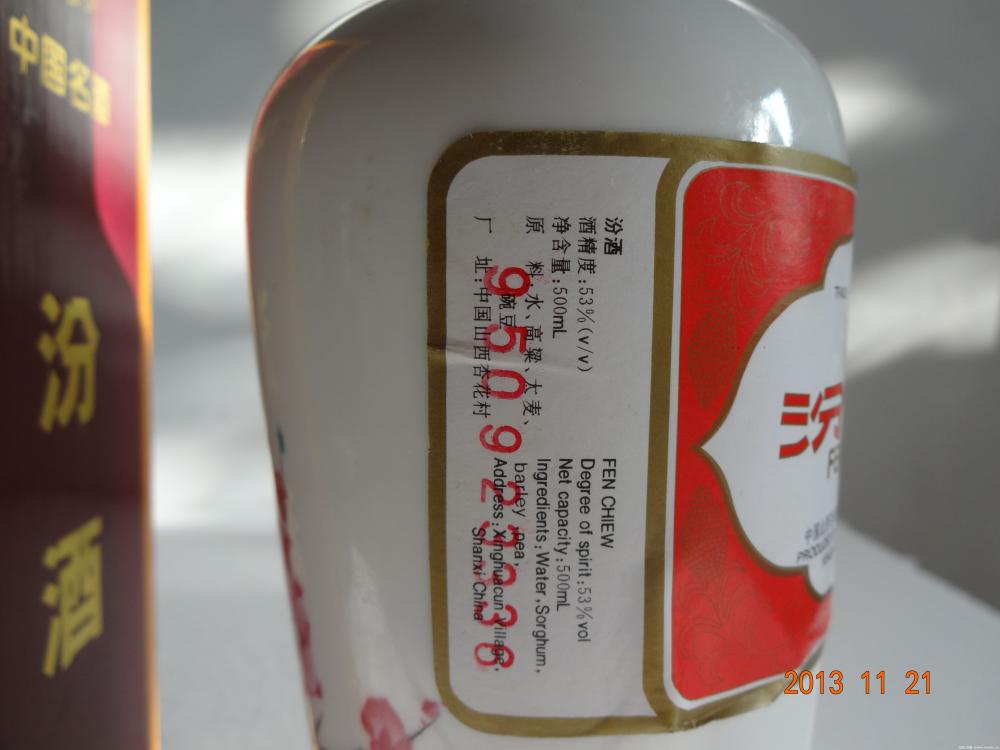 中国名酒
汾酒
汾酒
酒精度:53%(v/v)
净含量:500mL
原 料:水、高粱、大麦、
豌豆
厂 址:中国山西杏花村
FEN CHIEW
Degree of spirit:53%vol
Net capacity:500mL
Ingredients:Water,Sorghum,
barley,pea,
Address:Xinghuacun Village,
Shanxi China
汾
2013 11 21